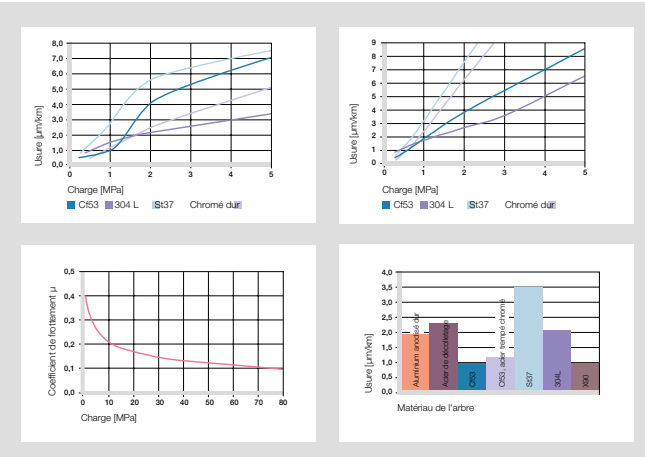 8,0
7,0
6,0
5,0
4,0
3,0
2,0
1,0
0,0
Usure [μm/km]
0 1 2 3 4 5
Charge [MPa]
Cf53 304 L St37 Chromé dur
9
8
7
6
5
4
3
2
1
0
Usure [μm/km]
0 1 2 3 4 5
Charge [MPa]
Cf53 304 L St37 Chromé dur
0,5
0,4
0,3
0,2
0,1
0,0
Coefficient de frottement μ
0 10 20 30 40 50 60 70 80
Charge [MPa]
4,0
3,5
3,0
2,5
2,0
1,5
1,0
0,5
0,0
Usure [μm/km]
Aluminium anodisé dur
Acier de décolletage
Cf53
Cf53, acier trempé chromé
St37
304L
X90
Matériau de l'arbre